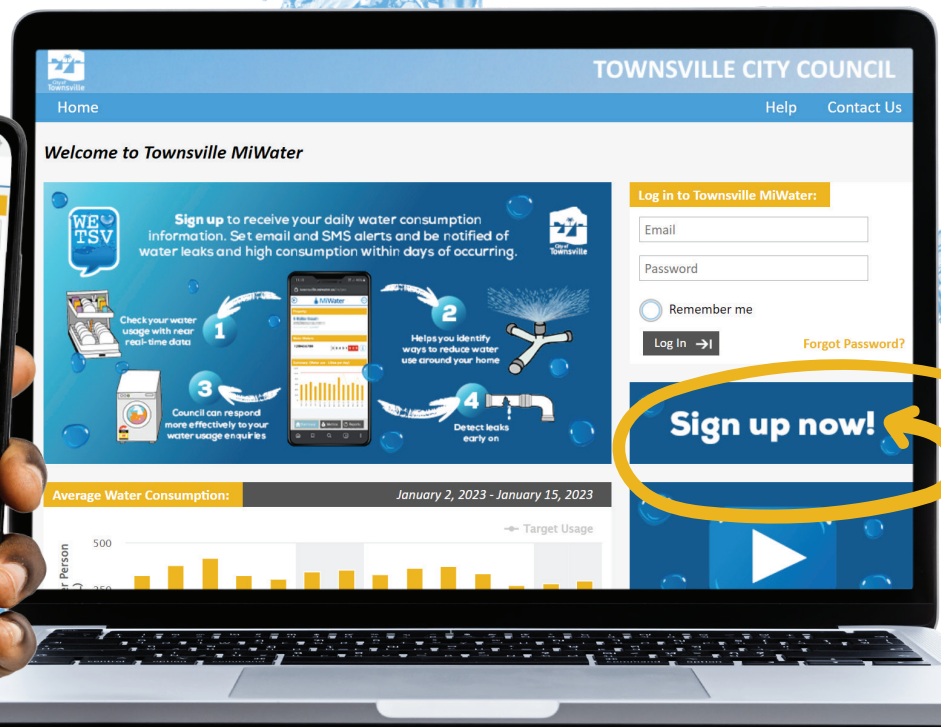 City of
Townsville
TOWNSVILLE CITY COUNCIL
Home
Help
Contact Us
Welcome to Townsville MiWater
WE
TSV
Sign up to receive your daily water consumption
information. Set email and SMS alerts and be notified of
water leaks and high consumption within days of occurring.
City of
Townsville
Check your water
usage with near
real-time data
1
MiWater
2
Helps you identify
ways to reduce water
use around your home
3
Council can respond
more effectively to your
water usage enquiries
4
Detect leaks
early on
Log in to Townsville MiWater:
Email
Password
Remember me
Log In
Forgot Password?
Sign up now!
Average Water Consumption:
January 2, 2023 - January 15, 2023
Target Usage
500